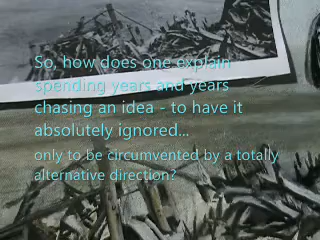 So, how does one explain
spending years and years
chasing an idea - to have it
absolutely ignored...
only to be circumvented by a totally
alternative direction?